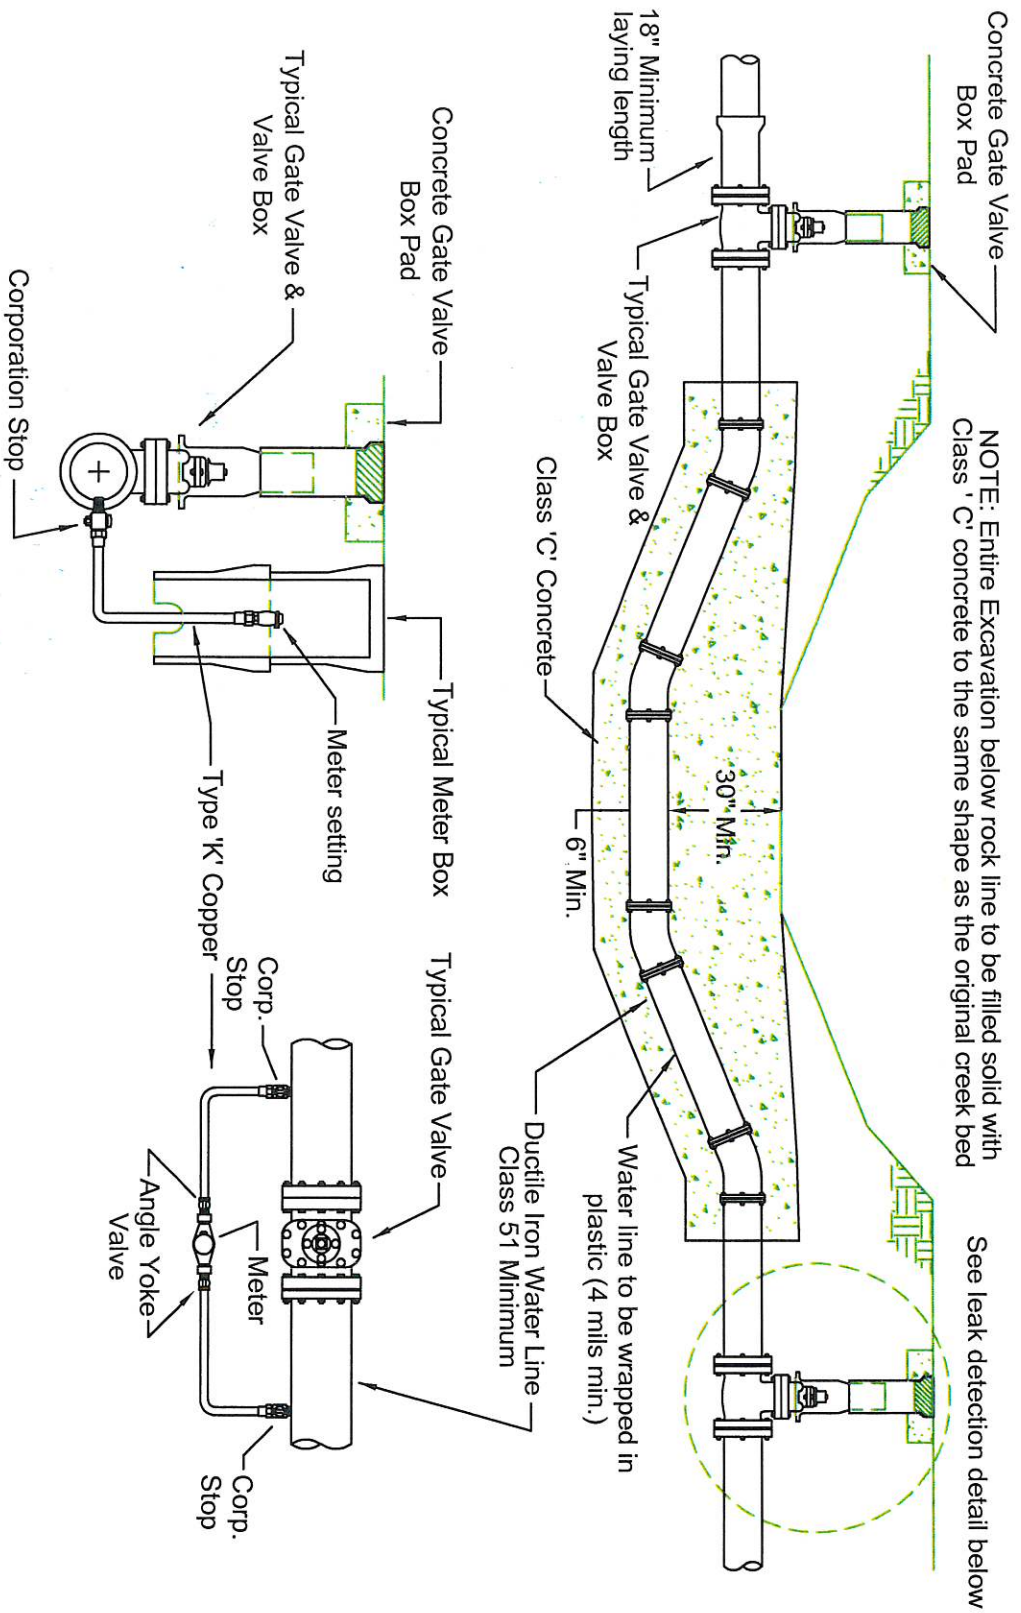 Concrete Gate Valve
Box Pad
NOTE: Entire Excavation below rock line to be filled solid with
Class 'C' concrete to the same shape as the original creek bed
See leak detection detail below
18" Minimum
laying length
Typical Gate Valve &
Valve Box
30" Min.
6" Min.
Class 'C' Concrete
Water line to be wrapped in
plastic (4 mils min.)
Ductile Iron Water Line
Class 51 Minimum
Concrete Gate Valve
Box Pad
Typical Meter Box
Typical Gate Valve &
Valve Box
Meter setting
Corporation Stop
Type 'K' Copper
Typical Gate Valve
Corp.
Stop
Meter
Angle Yoke
Valve
Corp.
Stop